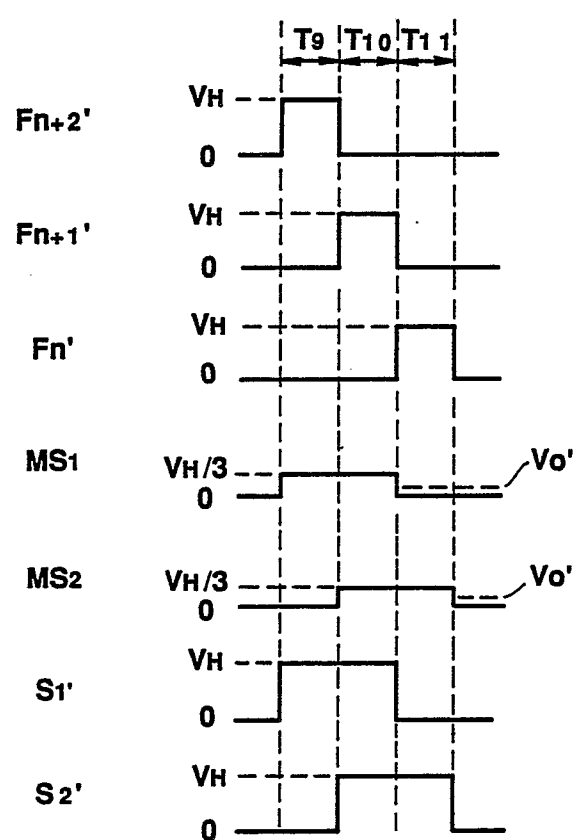 T9 T10 T11
Fn+2' VH
0
Fn+1' VH
0
Fn' VH
0
MS1 VH/3 Vo'
0
MS2 VH/3 Vo'
0
S1' VH
0
S2' VH
0